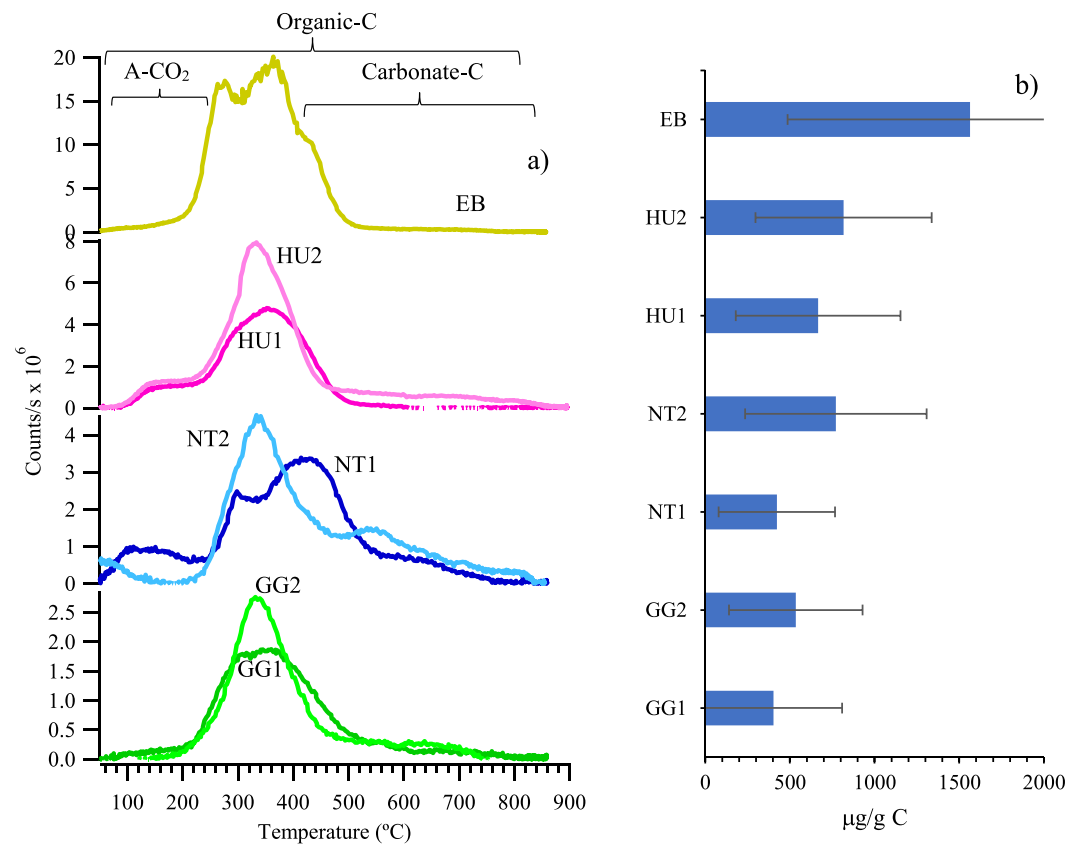 Organic-C
A-CO₂
Carbonate-C
a)
20
15
10
5
0
EB
8
6
4
2
0
HU2
HU1
4
3
2
1
0
NT2
NT1
2.5
2.0
1.5
1.0
0.5
0.0
GG2
GG1
Counts/s x 10⁶
100 200 300 400 500 600 700 800 900
Temperature (ºC)
b)
EB
HU2
HU1
NT2
NT1
GG2
GG1
0 500 1000 1500 2000
µg/g C